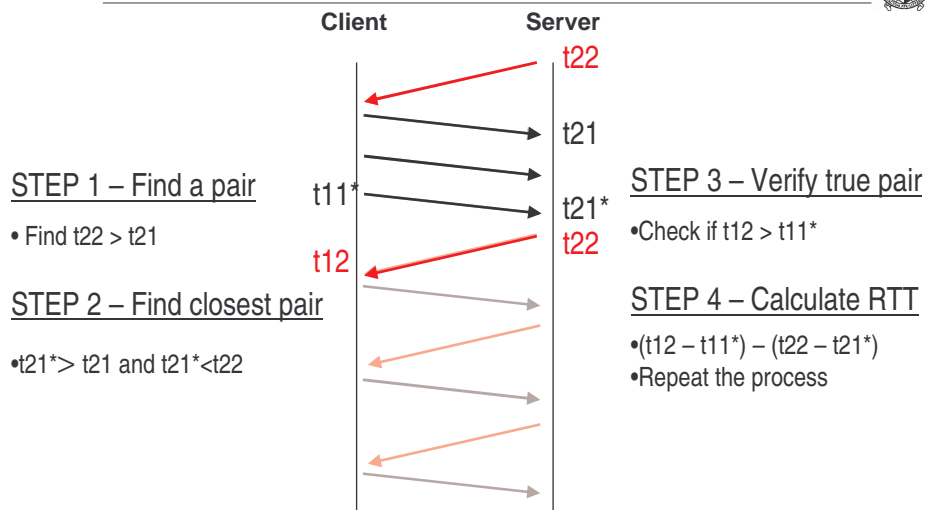 Client Server
t22
t21
STEP 1 – Find a pair
t11*
STEP 3 – Verify true pair
t21*
• Find t22 > t21
•Check if t12 > t11*
t22
t12
STEP 2 – Find closest pair
STEP 4 – Calculate RTT
•t21*> t21 and t21*<t22
•(t12 – t11*) – (t22 – t21*)
•Repeat the process